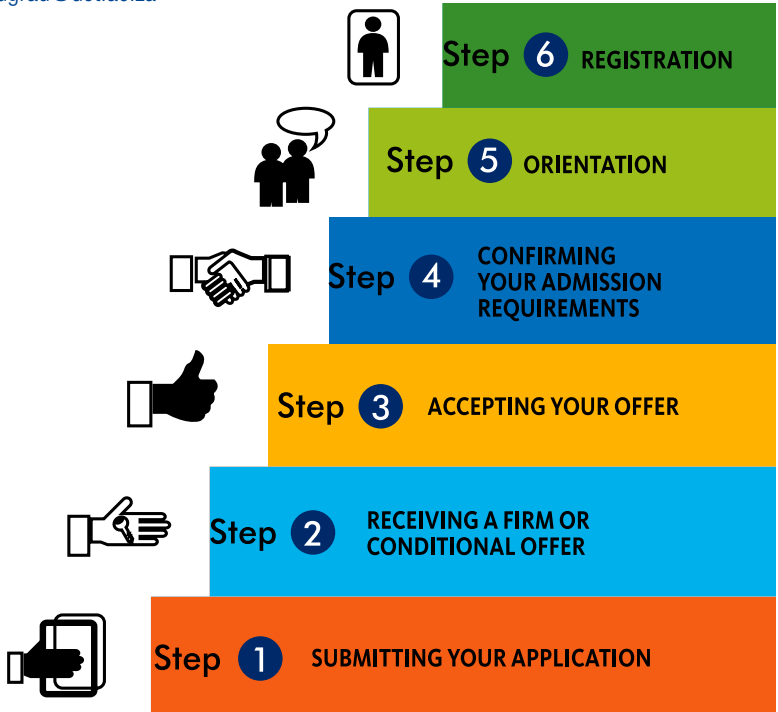 Step 6 REGISTRATION
Step 5 ORIENTATION
Step 4 CONFIRMING
YOUR ADMISSION
REQUIREMENTS
Step 3 ACCEPTING YOUR OFFER
Step 2 RECEIVING A FIRM OR
CONDITIONAL OFFER
Step 1 SUBMITTING YOUR APPLICATION